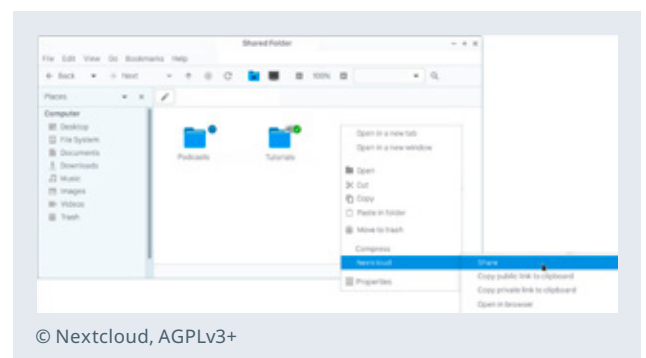 Shared Folder
File Edit View Go Bookmarks Help
Back Next 100%
Places
Computer
Desktop
File System
Documents
Downloads
Music
Images
Videos
Trash
Podcasts
Tutorials
Open in a new tab
Open in a new window
Open
Cut
Copy
Paste in folder
Move to trash
Compress
Nextcloud
Properties
Share
Copy public link to clipboard
Copy private link to clipboard
Open in browser
© Nextcloud, AGPLv3+